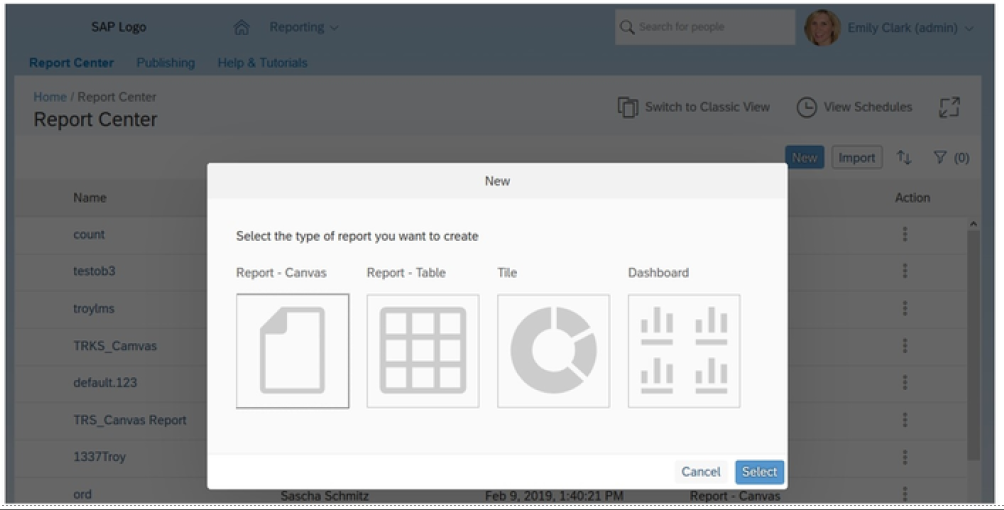 SAP Logo Reporting Search for people Emily Clark (admin)
Report Center Publishing Help & Tutorials
Home / Report Center
Report Center Switch to Classic View View Schedules
New Import (0)
Name Action
New
Select the type of report you want to create
Report - Canvas Report - Table Tile Dashboard
count
testob3
troylms
TRKS_Camvas
default.123
TRS_Canvas Report
1337Troy
Cancel Select
ord Sascha Schmitz Feb 9, 2019, 1:40:21 PM Report - Canvas